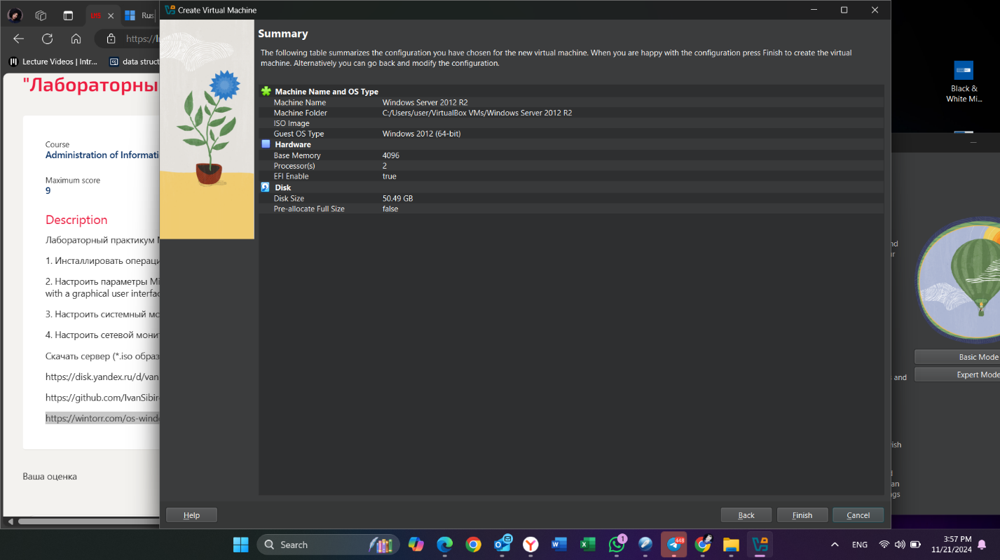 Rus
https://l
Lecture Videos | Intr...
data struct
"Лабораторны
Course
Administration of Informati
Maximum score
9
Description
Лабораторный практикум
1. Инсталлировать операци
2. Настроить параметры Mi
with a graphical user interfac
3. Настроить системный мо
4. Настроить сетевой мони
Скачать сервер (*.iso образ
https://disk.yandex.ru/d/van
https://github.com/IvanSibir
https://wintorr.com/os-wind
Ваша оценка
Create Virtual Machine
Summary
The following table summarizes the configuration you have chosen for the new virtual machine. When you are happy with the configuration press Finish to create the virtual
machine. Alternatively you can go back and modify the configuration.
Machine Name and OS Type
Machine Name Windows Server 2012 R2
Machine Folder C:/Users/user/VirtualBox VMs/Windows Server 2012 R2
ISO Image
Guest OS Type Windows 2012 (64-bit)
Hardware
Base Memory 4096
Processor(s) 2
EFI Enable true
Disk
Disk Size 50.49 GB
Pre-allocate Full Size false
Help Back Finish Cancel
Black &
White Mi...
nd
Basic Mode
Expert Mode
and
ish
an
gs
Search
1
448
ENG
3:57 PM
11/21/2024